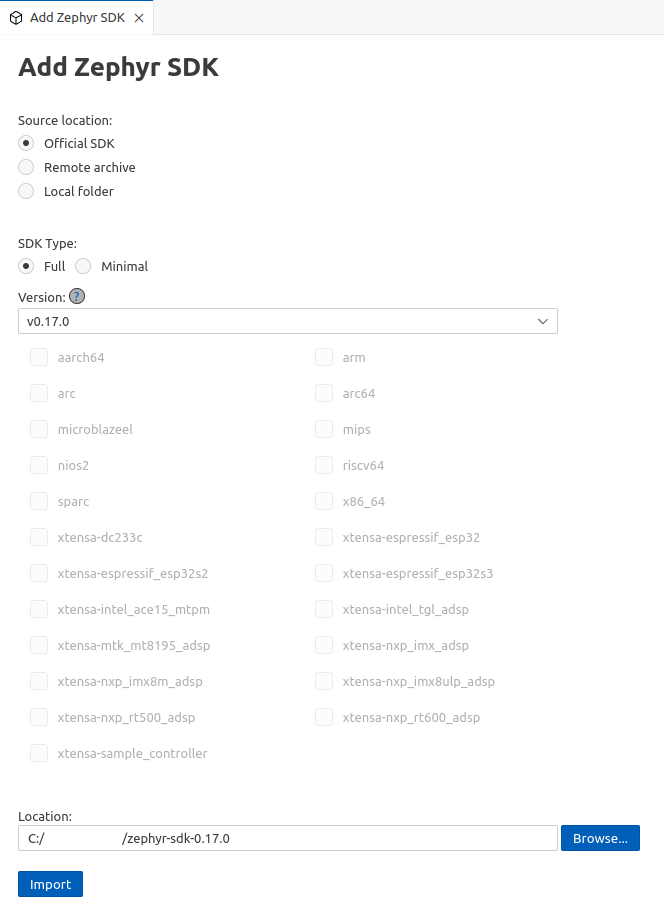 Add Zephyr SDK
Add Zephyr SDK
Source location:
Official SDK
Remote archive
Local folder
SDK Type:
Full Minimal
Version: ?
v0.17.0
aarch64 arm
arc arc64
microblazeel mips
nios2 riscv64
sparc x86_64
xtensa-dc233c xtensa-espressif_esp32
xtensa-espressif_esp32s2 xtensa-espressif_esp32s3
xtensa-intel_ace15_mtpm xtensa-intel_tgl_adsp
xtensa-mtk_mt8195_adsp xtensa-nxp_imx_adsp
xtensa-nxp_imx8m_adsp xtensa-nxp_imx8ulp_adsp
xtensa-nxp_rt500_adsp xtensa-nxp_rt600_adsp
xtensa-sample_controller
Location:
C:/ /zephyr-sdk-0.17.0 Browse...
Import